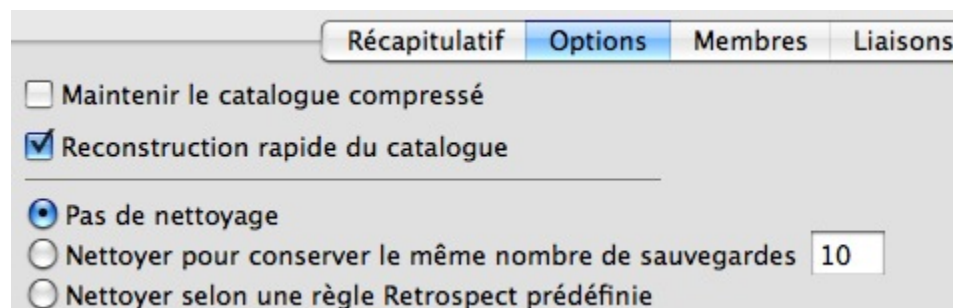 Récapitulatif Options Membres Liaisons
Maintenir le catalogue compressé
Reconstruction rapide du catalogue
Pas de nettoyage
Nettoyer pour conserver le même nombre de sauvegardes 10
Nettoyer selon une règle Retrospect prédéfinie